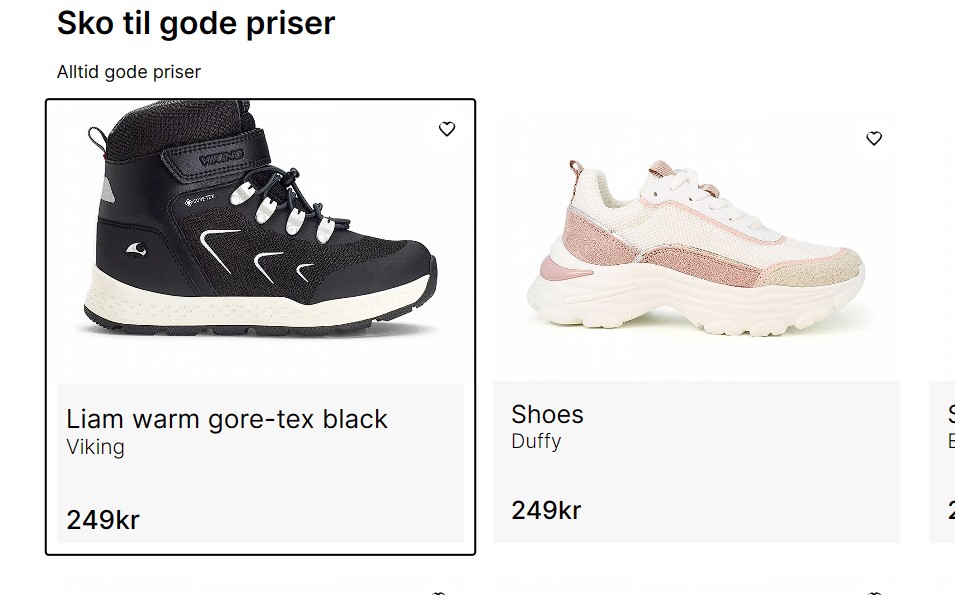 Sko til gode priser
Alltid gode priser
VIKING
GORE-TEX
Liam warm gore-tex black
Viking
249kr
Shoes
Duffy
249kr